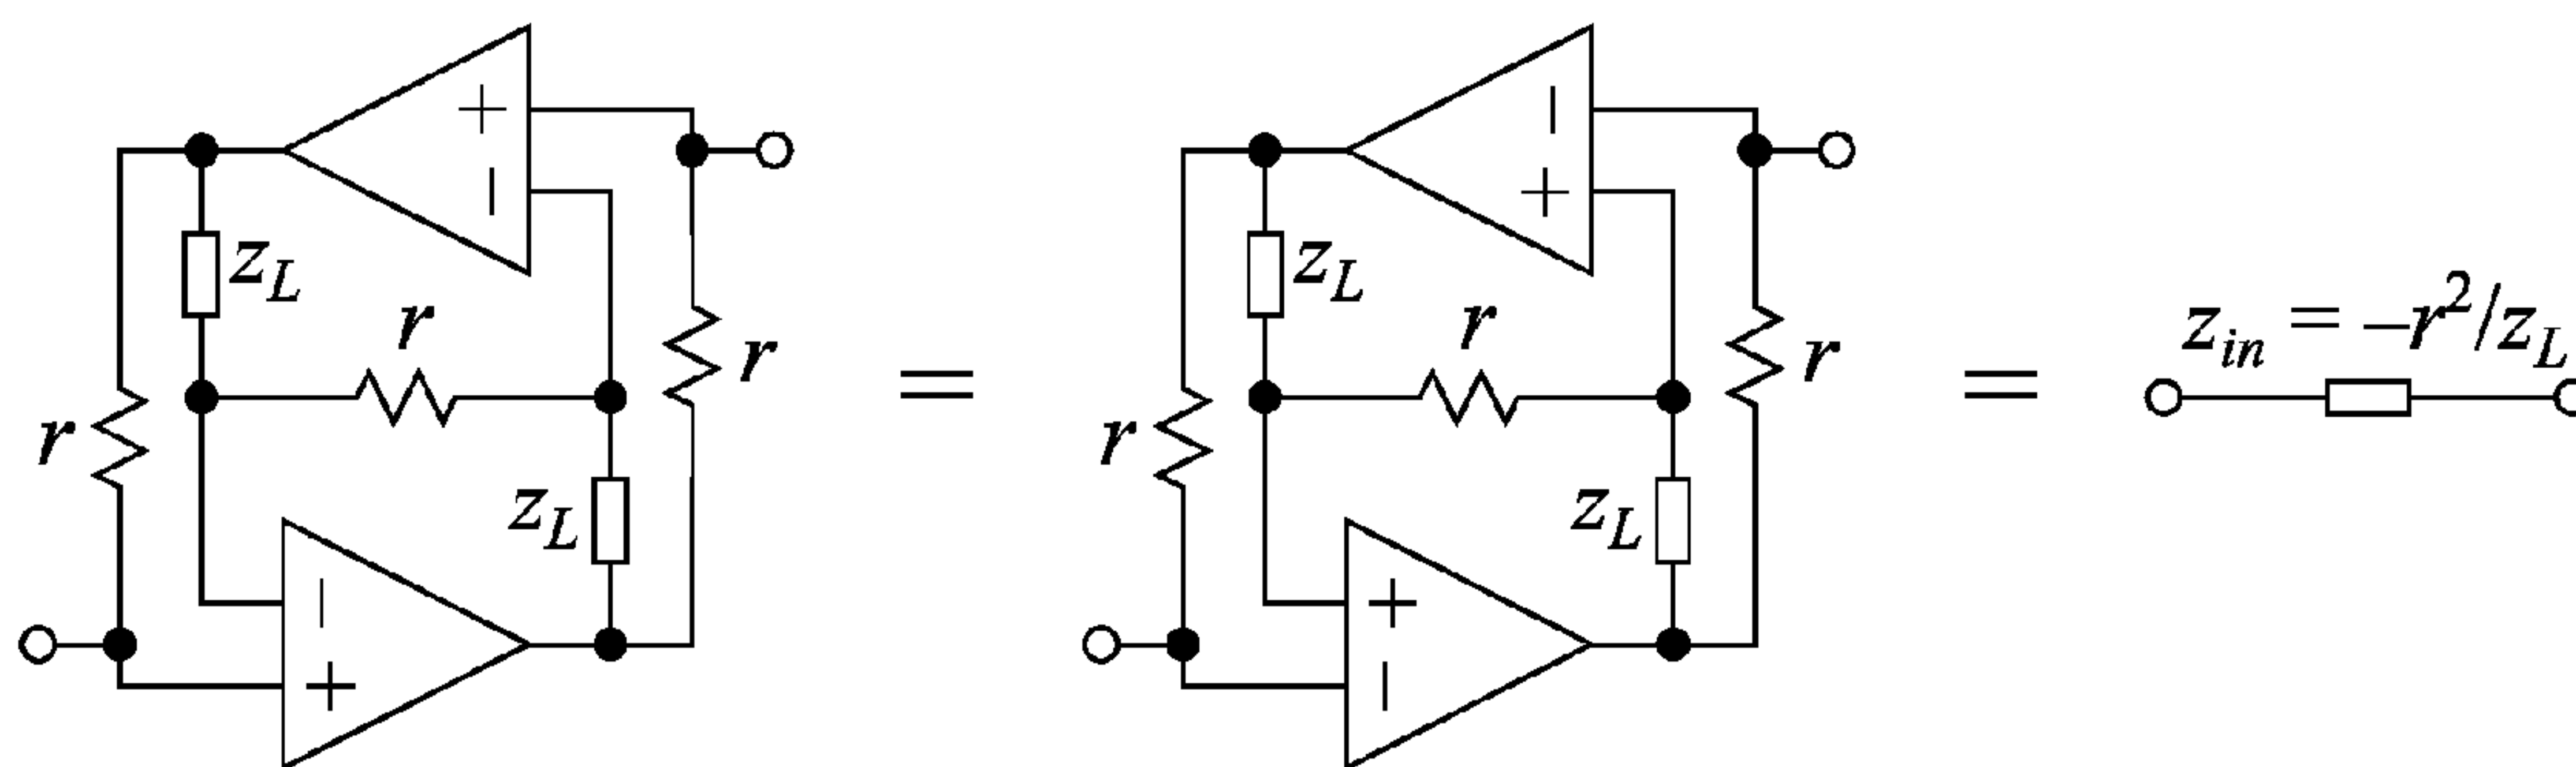 +
−
z_L
r
r
r
z_L
−
+
=
−
+
z_L
r
r
r
z_L
+
−
=
z_in = −r²/z_L